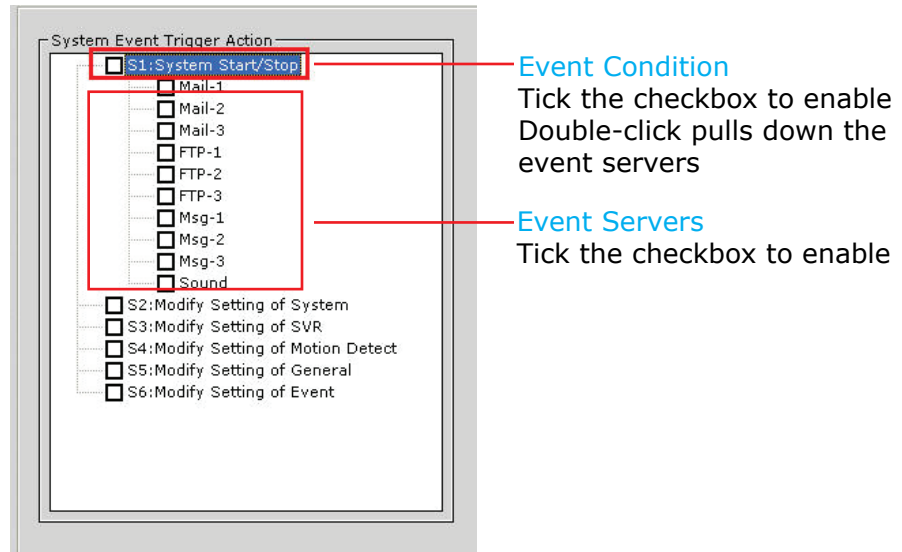 System Event Trigger Action
S1:System Start/Stop
Mail-1
Mail-2
Mail-3
FTP-1
FTP-2
FTP-3
Msg-1
Msg-2
Msg-3
Sound
S2:Modify Setting of System
S3:Modify Setting of SVR
S4:Modify Setting of Motion Detect
S5:Modify Setting of General
S6:Modify Setting of Event
Event Condition
Tick the checkbox to enable
Double-click pulls down the
event servers
Event Servers
Tick the checkbox to enable